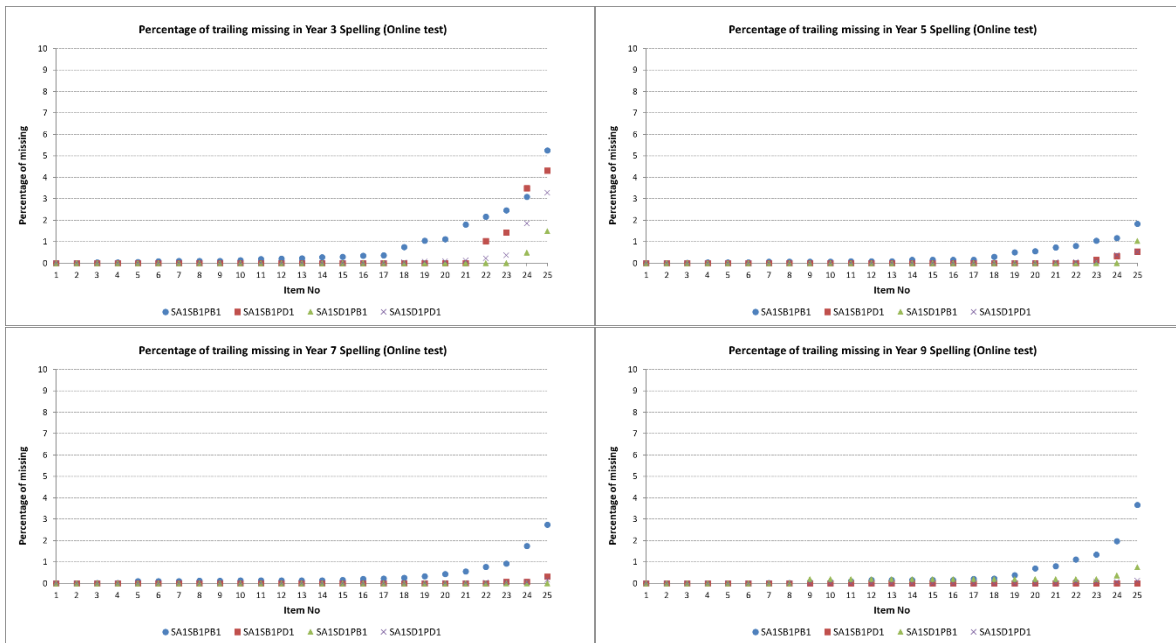 Percentage of trailing missing in Year 3 Spelling (Online test)
Percentage of missing
10
9
8
7
6
5
4
3
2
1
0
1 2 3 4 5 6 7 8 9 10 11 12 13 14 15 16 17 18 19 20 21 22 23 24 25
Item No
SA1SB1PB1 SA1SB1PD1 SA1SD1PB1 SA1SD1PD1
Percentage of trailing missing in Year 5 Spelling (Online test)
Percentage of missing
10
9
8
7
6
5
4
3
2
1
0
1 2 3 4 5 6 7 8 9 10 11 12 13 14 15 16 17 18 19 20 21 22 23 24 25
Item No
SA1SB1PB1 SA1SB1PD1 SA1SD1PB1 SA1SD1PD1
Percentage of trailing missing in Year 7 Spelling (Online test)
Percentage of missing
10
9
8
7
6
5
4
3
2
1
0
1 2 3 4 5 6 7 8 9 10 11 12 13 14 15 16 17 18 19 20 21 22 23 24 25
Item No
SA1SB1PB1 SA1SB1PD1 SA1SD1PB1 SA1SD1PD1
Percentage of trailing missing in Year 9 Spelling (Online test)
Percentage of missing
10
9
8
7
6
5
4
3
2
1
0
1 2 3 4 5 6 7 8 9 10 11 12 13 14 15 16 17 18 19 20 21 22 23 24 25
Item No
SA1SB1PB1 SA1SB1PD1 SA1SD1PB1 SA1SD1PD1